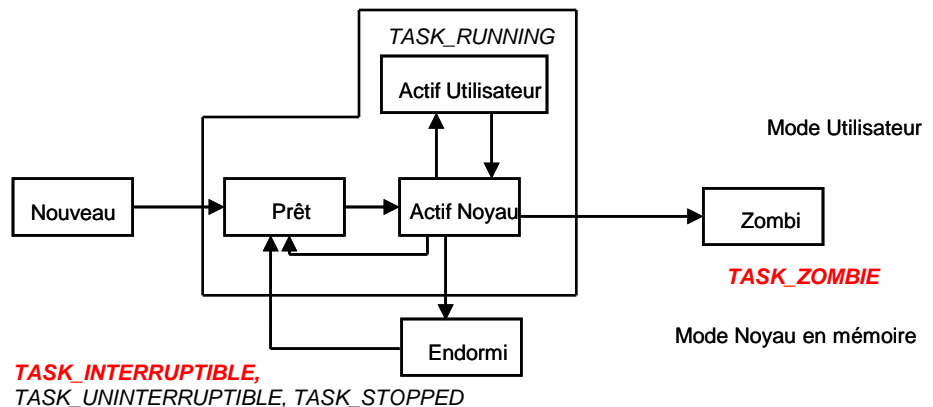 TASK_RUNNING
Actif Utilisateur
Mode Utilisateur
Nouveau
Prêt
Actif Noyau
Zombi
TASK_ZOMBIE
Mode Noyau en mémoire
Endormi
TASK_INTERRUPTIBLE,
TASK_UNINTERRUPTIBLE, TASK_STOPPED